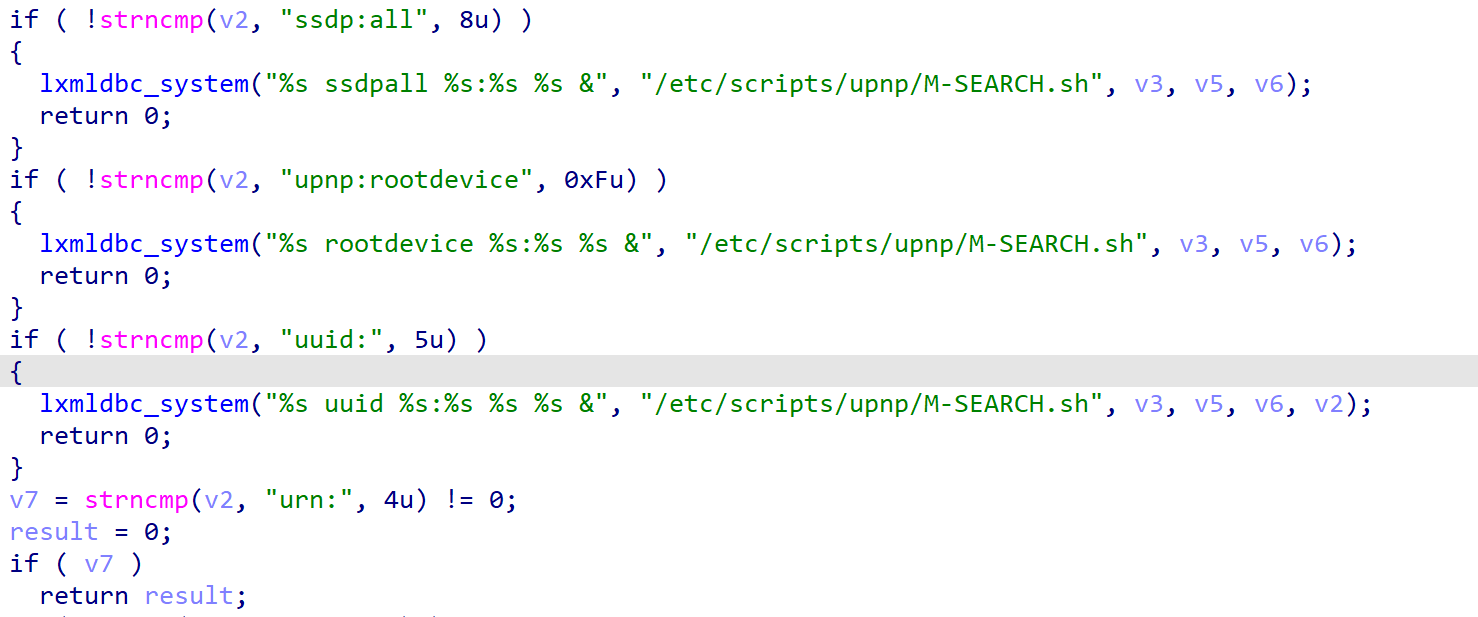 if ( !strncmp(v2, "ssdp:all", 8u) )
{
  lxmldbc_system("%s ssdpall %s:%s %s &", "/etc/scripts/upnp/M-SEARCH.sh", v3, v5, v6);
  return 0;
}
if ( !strncmp(v2, "upnp:rootdevice", 0xFu) )
{
  lxmldbc_system("%s rootdevice %s:%s %s &", "/etc/scripts/upnp/M-SEARCH.sh", v3, v5, v6);
  return 0;
}
if ( !strncmp(v2, "uuid:", 5u) )
{
  lxmldbc_system("%s uuid %s:%s %s %s &", "/etc/scripts/upnp/M-SEARCH.sh", v3, v5, v6, v2);
  return 0;
}
v7 = strncmp(v2, "urn:", 4u) != 0;
result = 0;
if ( v7 )
  return result;